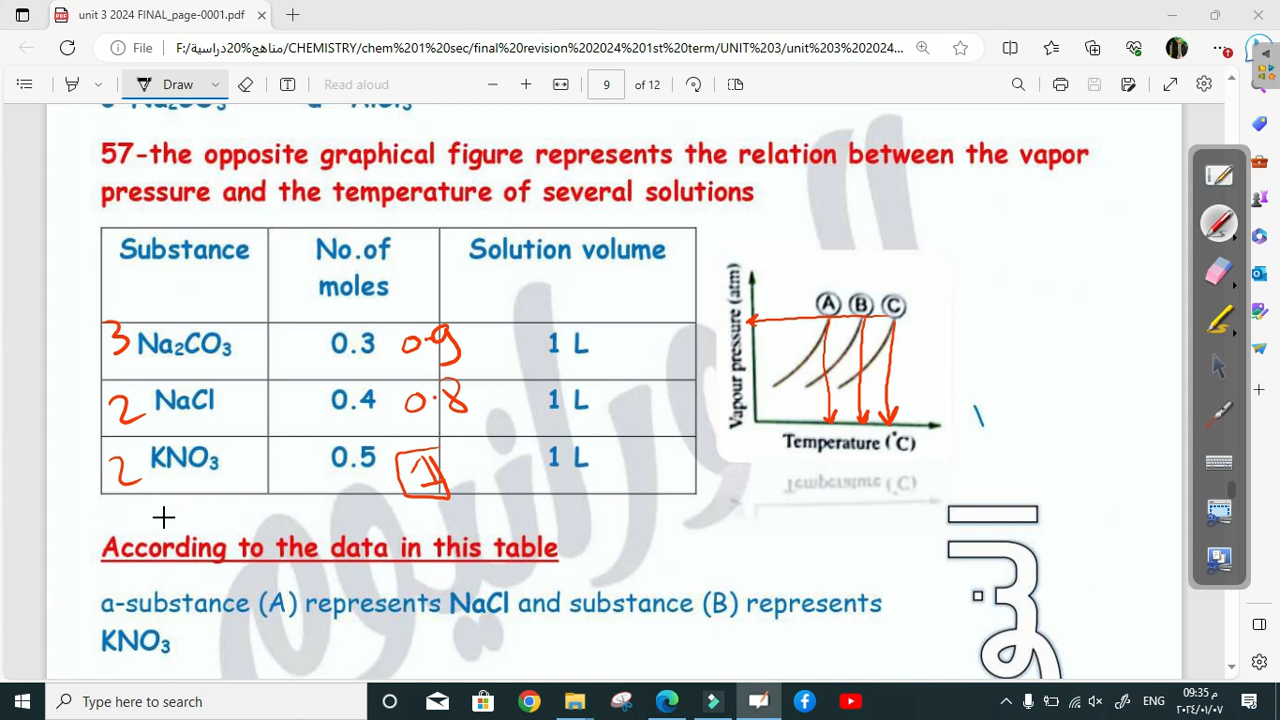 unit 3 2024 FINAL_page-0001.pdf
File
F:/مناهج%20دراسية/CHEMISTRY/chem%201%20sec/final%20revision%202024%201st%20term/UNIT%203/unit%203%202024...
Draw
Read aloud
9
of 12
57-the opposite graphical figure represents the relation between the vapor
pressure and the temperature of several solutions
Substance
No.of
moles
Solution volume
3 Na₂CO₃
0.3 0.9
1 L
2 NaCl
0.4 0.8
1 L
2 KNO₃
0.5 1
1 L
Vapour pressure (atm)
A B C
Temperature (°C)
According to the data in this table
a-substance (A) represents NaCl and substance (B) represents
KNO₃
Type here to search
ENG
09:35 م
٢٠٢٤/٠١/٠٧